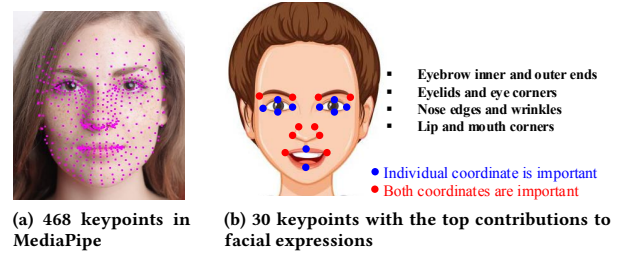 ▪ Eyebrow inner and outer ends
▪ Eyelids and eye corners
▪ Nose edges and wrinkles
▪ Lip and mouth corners
● Individual coordinate is important
● Both coordinates are important
(a) 468 keypoints in
MediaPipe
(b) 30 keypoints with the top contributions to
facial expressions